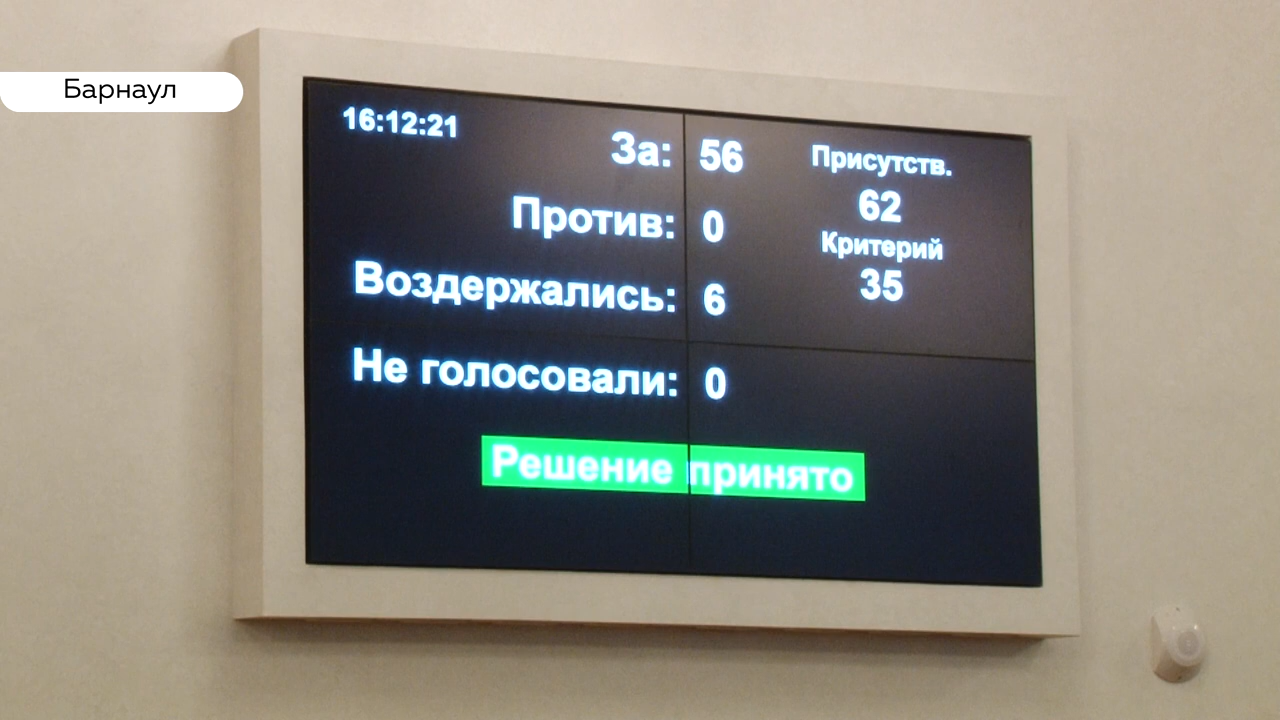 Барнаул
16:12:21
За: 56
Против: 0
Воздержались: 6
Не голосовали: 0
Присутств.
62
Критерий
35
Решение принято